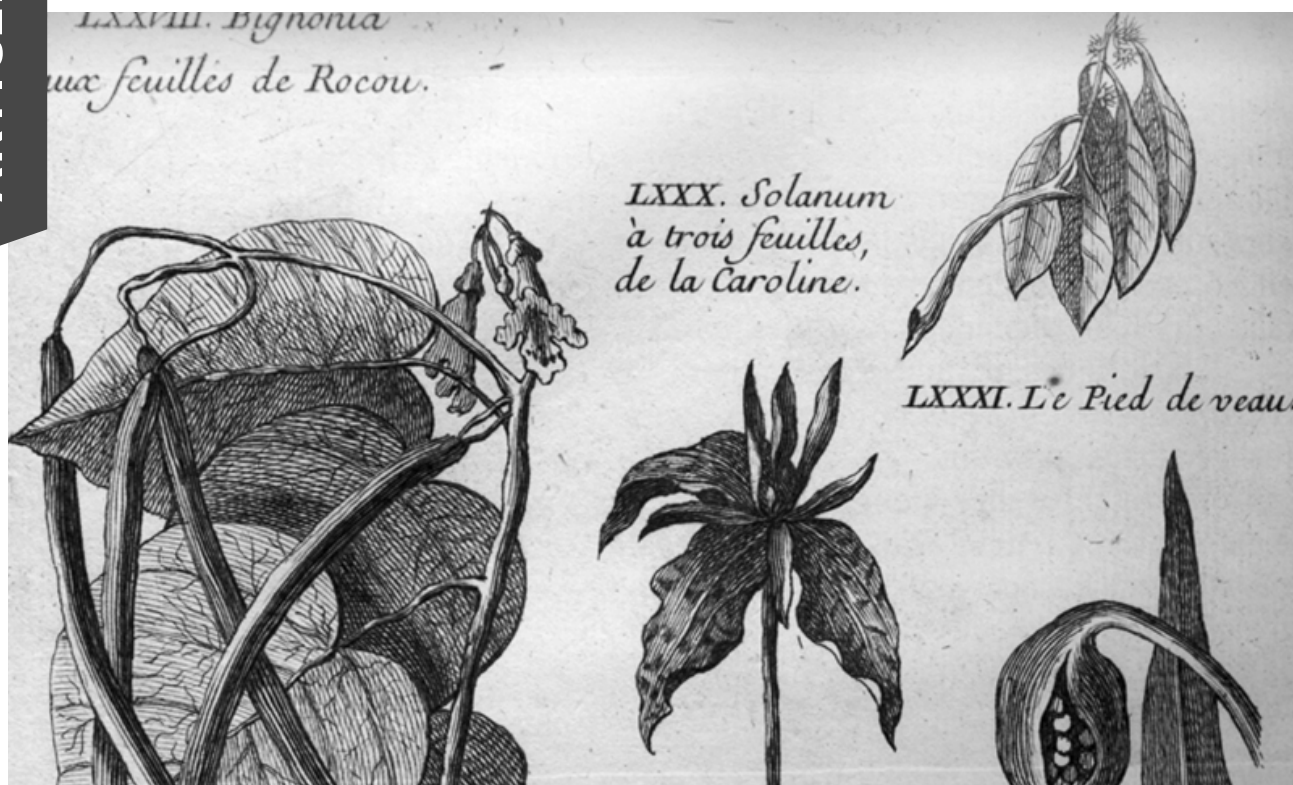 LXXVIII. Bignonia
aux feuilles de Rocou.
LXXX. Solanum
à trois feuilles,
de la Caroline.
LXXXI. Le Pied de veau